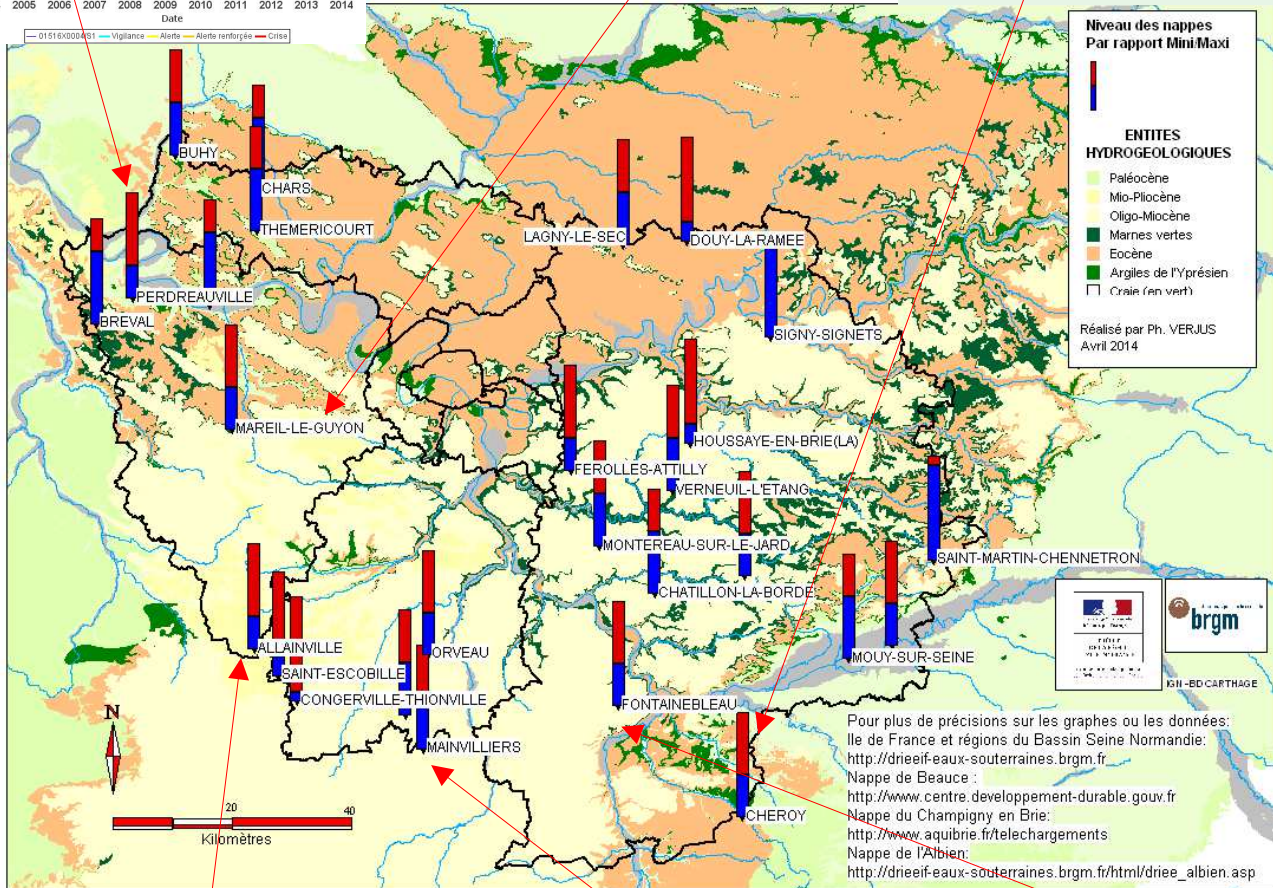 2005 2006 2007 2008 2009 2010 2011 2012 2013 2014
Date
01516X0004/S1 Vigilance Alerte Alerte renforçée Crise
Niveau des nappes
Par rapport Mini/Maxi
ENTITES
HYDROGEOLOGIQUES
Paléocène
Mio-Pliocène
Oligo-Miocène
Marnes vertes
Eocène
Argiles de l'Yprésien
Craie (en vert)
Réalisé par Ph. VERJUS
Avril 2014
BUHY
CHARS
THEMERICOURT
LAGNY-LE-SEC
DOUY-LA-RAMEE
PERDREAUVILLE
BREVAL
SIGNY-SIGNETS
MAREIL-LE-GUYON
HOUSSAYE-EN-BRIE(LA)
FEROLLES-ATTILLY
VERNEUIL-L'ETANG
MONTEREAU-SUR-LE-JARD
SAINT-MARTIN-CHENNETRON
CHATILLON-LA-BORDE
ALLAINVILLE
ORVEAU
MOUY-SUR-SEINE
SAINT-ESCOBILLE
CONGERVILLE-THIONVILLE
FONTAINEBLEAU
MAINVILLIERS
CHEROY
brgm
IGN -BD CARTHAGE
N
20 40
Kilomètres
Pour plus de précisions sur les graphes ou les données:
Ile de France et régions du Bassin Seine Normandie:
http://drieeif-eaux-souterraines.brgm.fr
Nappe de Beauce :
http://www.centre.developpement-durable.gouv.fr
Nappe du Champigny en Brie:
http://www.aquibrie.fr/telechargements
Nappe de l'Albien:
http://drieeif-eaux-souterraines.brgm.fr/html/driee_albien.asp